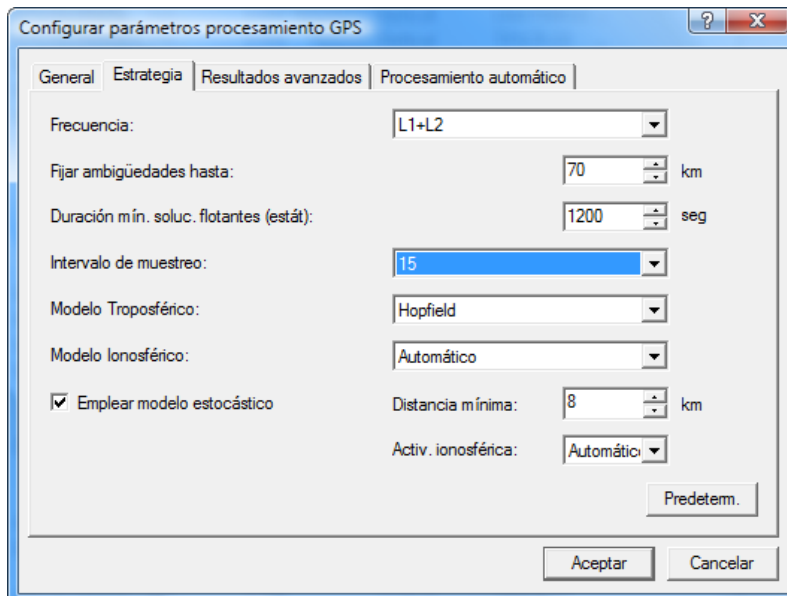 Configurar parámetros procesamiento GPS
General Estrategia Resultados avanzados Procesamiento automático
Frecuencia: L1+L2
Fijar ambigüedades hasta: 70 km
Duración mín. soluc. flotantes (estát): 1200 seg
Intervalo de muestreo: 15
Modelo Troposférico: Hopfield
Modelo Ionosférico: Automático
Emplear modelo estocástico Distancia mínima: 8 km
Activ. ionosférica: Automátic
Predeterm.
Aceptar Cancelar